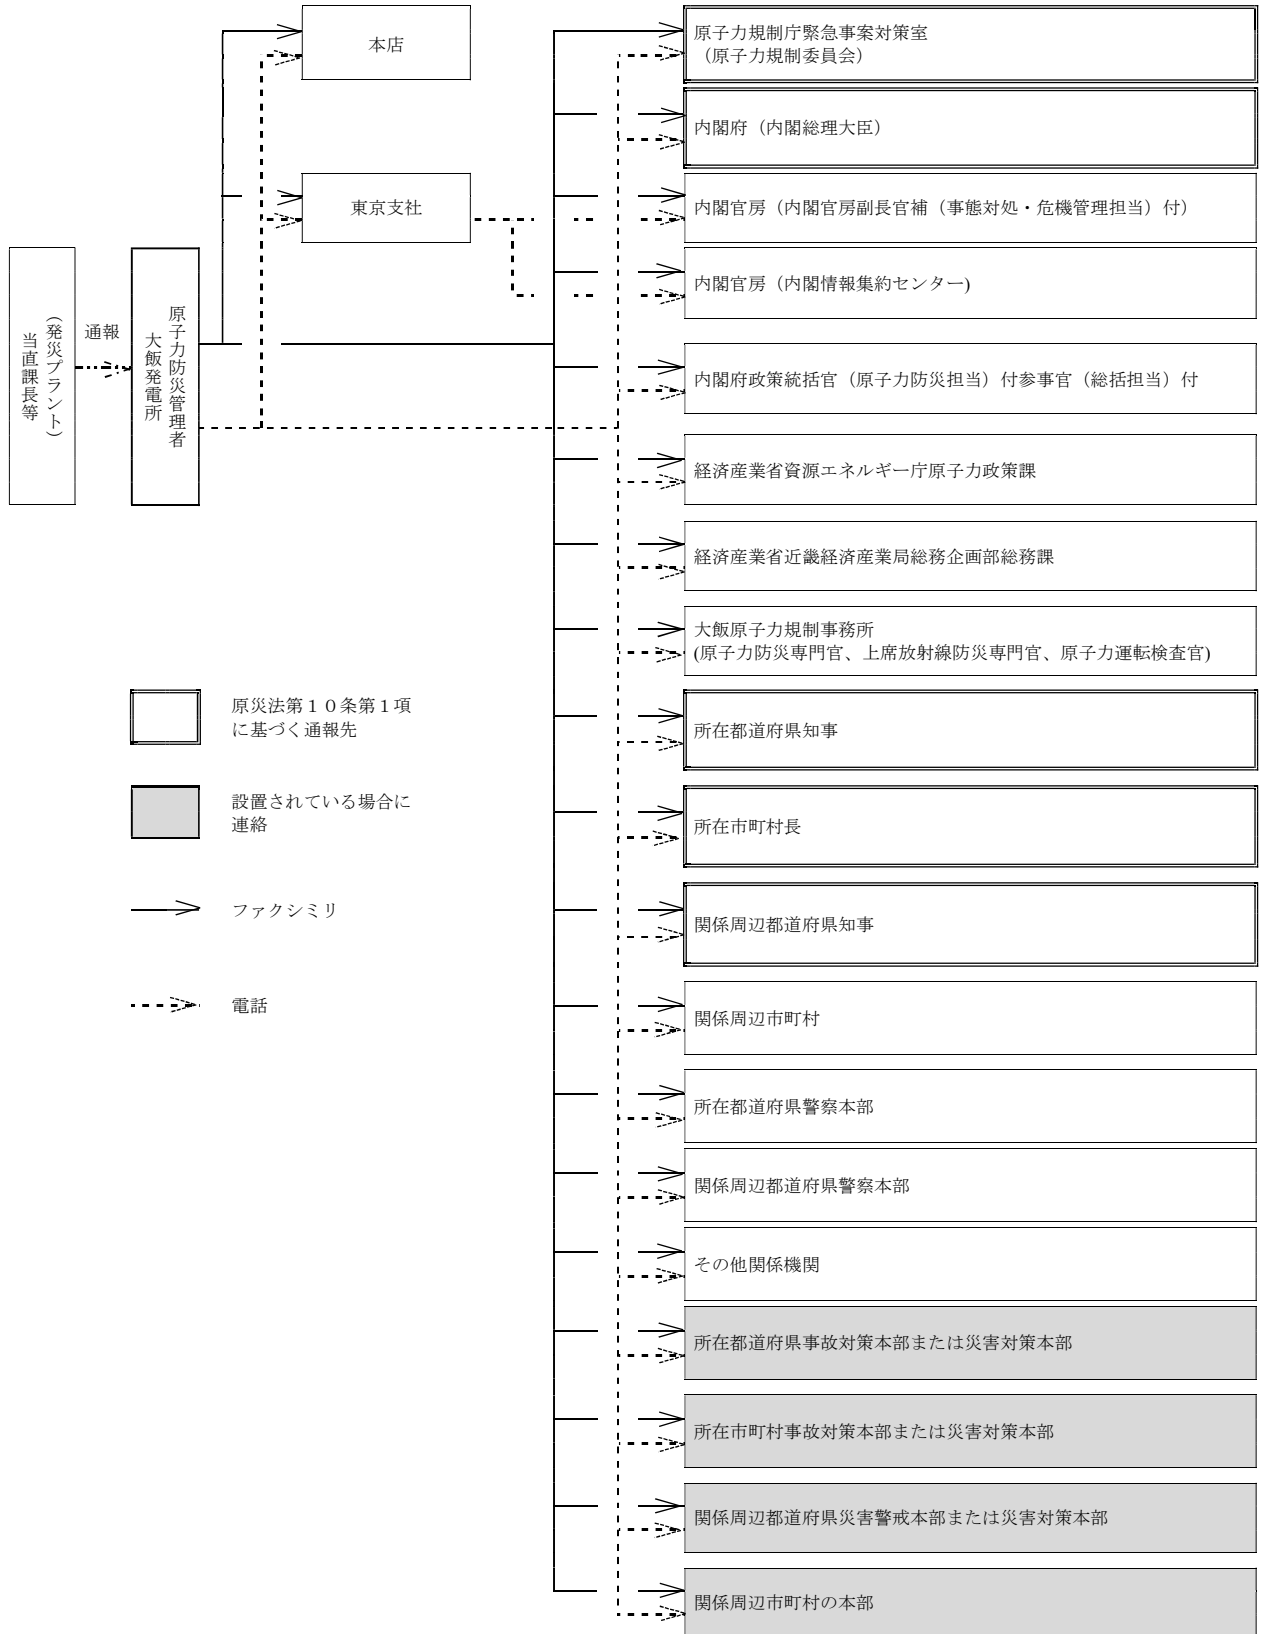 本店
東京支社
(発災プラント)
当直課長等
通報
原子力防災管理者
大飯発電所
原災法第１０条第１項
に基づく通報先
設置されている場合に
連絡
ファクシミリ
電話
原子力規制庁緊急事案対策室
（原子力規制委員会）
内閣府（内閣総理大臣）
内閣官房（内閣官房副長官補（事態対処・危機管理担当）付）
内閣官房（内閣情報集約センター)
内閣府政策統括官（原子力防災担当）付参事官（総括担当）付
経済産業省資源エネルギー庁原子力政策課
経済産業省近畿経済産業局総務企画部総務課
大飯原子力規制事務所
(原子力防災専門官、上席放射線防災専門官、原子力運転検査官)
所在都道府県知事
所在市町村長
関係周辺都道府県知事
関係周辺市町村
所在都道府県警察本部
関係周辺都道府県警察本部
その他関係機関
所在都道府県事故対策本部または災害対策本部
所在市町村事故対策本部または災害対策本部
関係周辺都道府県災害警戒本部または災害対策本部
関係周辺市町村の本部